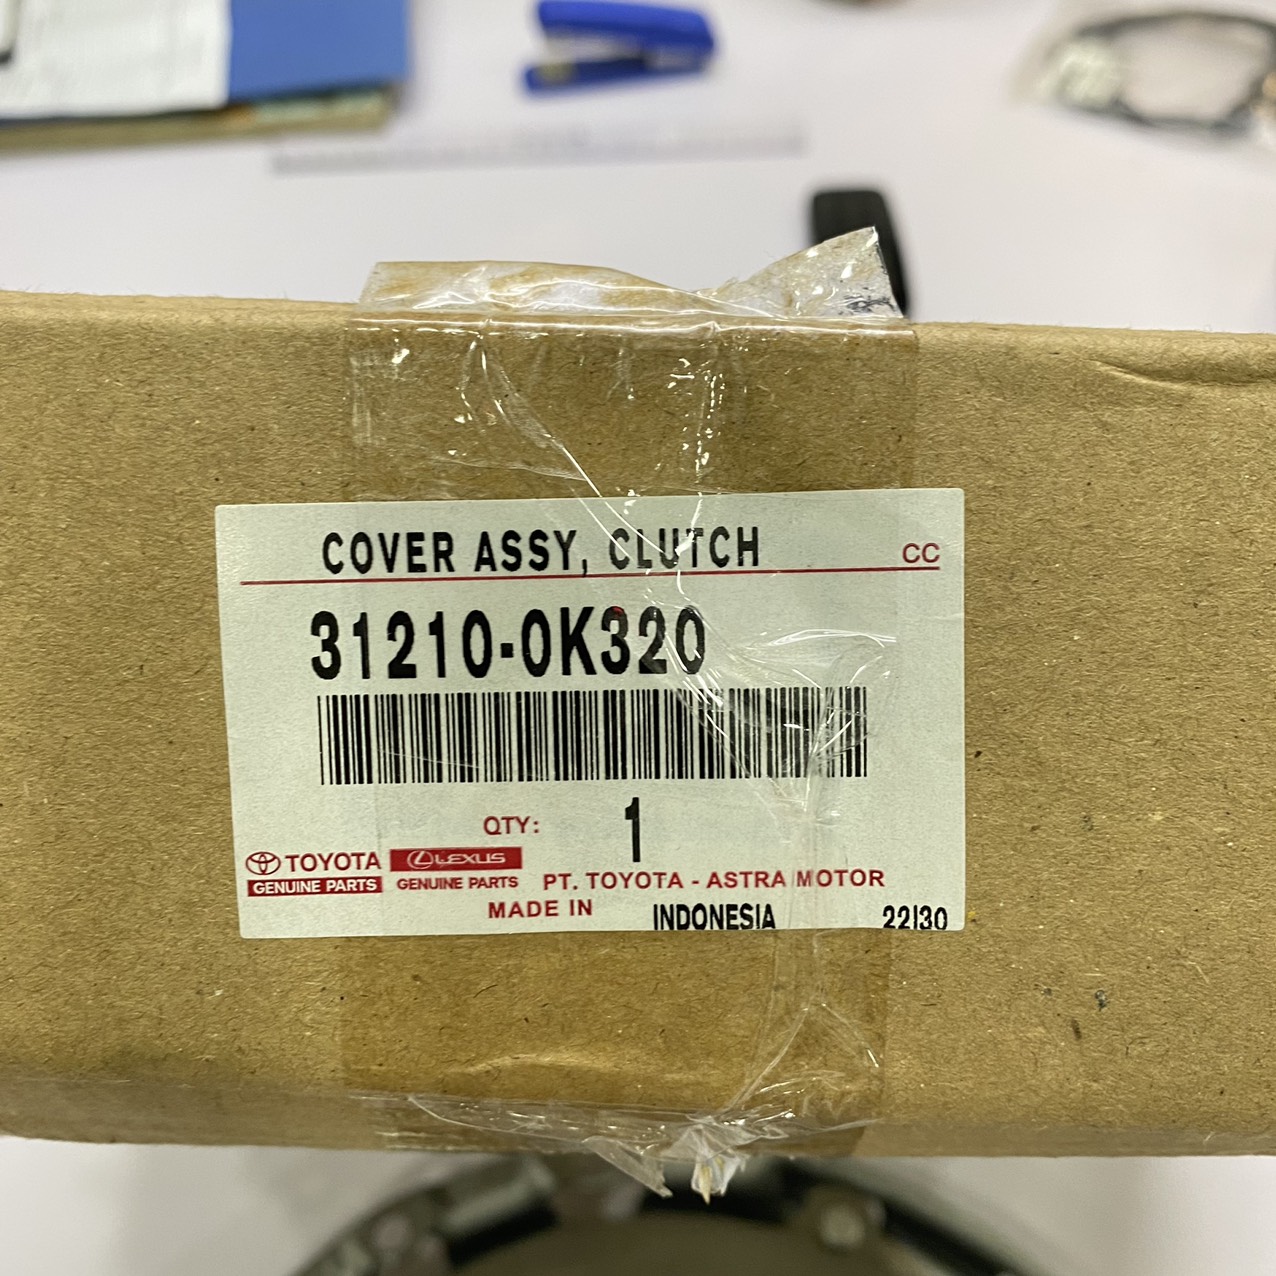 COVER ASSY, CLUTCH CC
31210-0K320
QTY: 1
TOYOTA LEXUS
GENUINE PARTS GENUINE PARTS PT. TOYOTA - ASTRA MOTOR
MADE IN INDONESIA 22I30